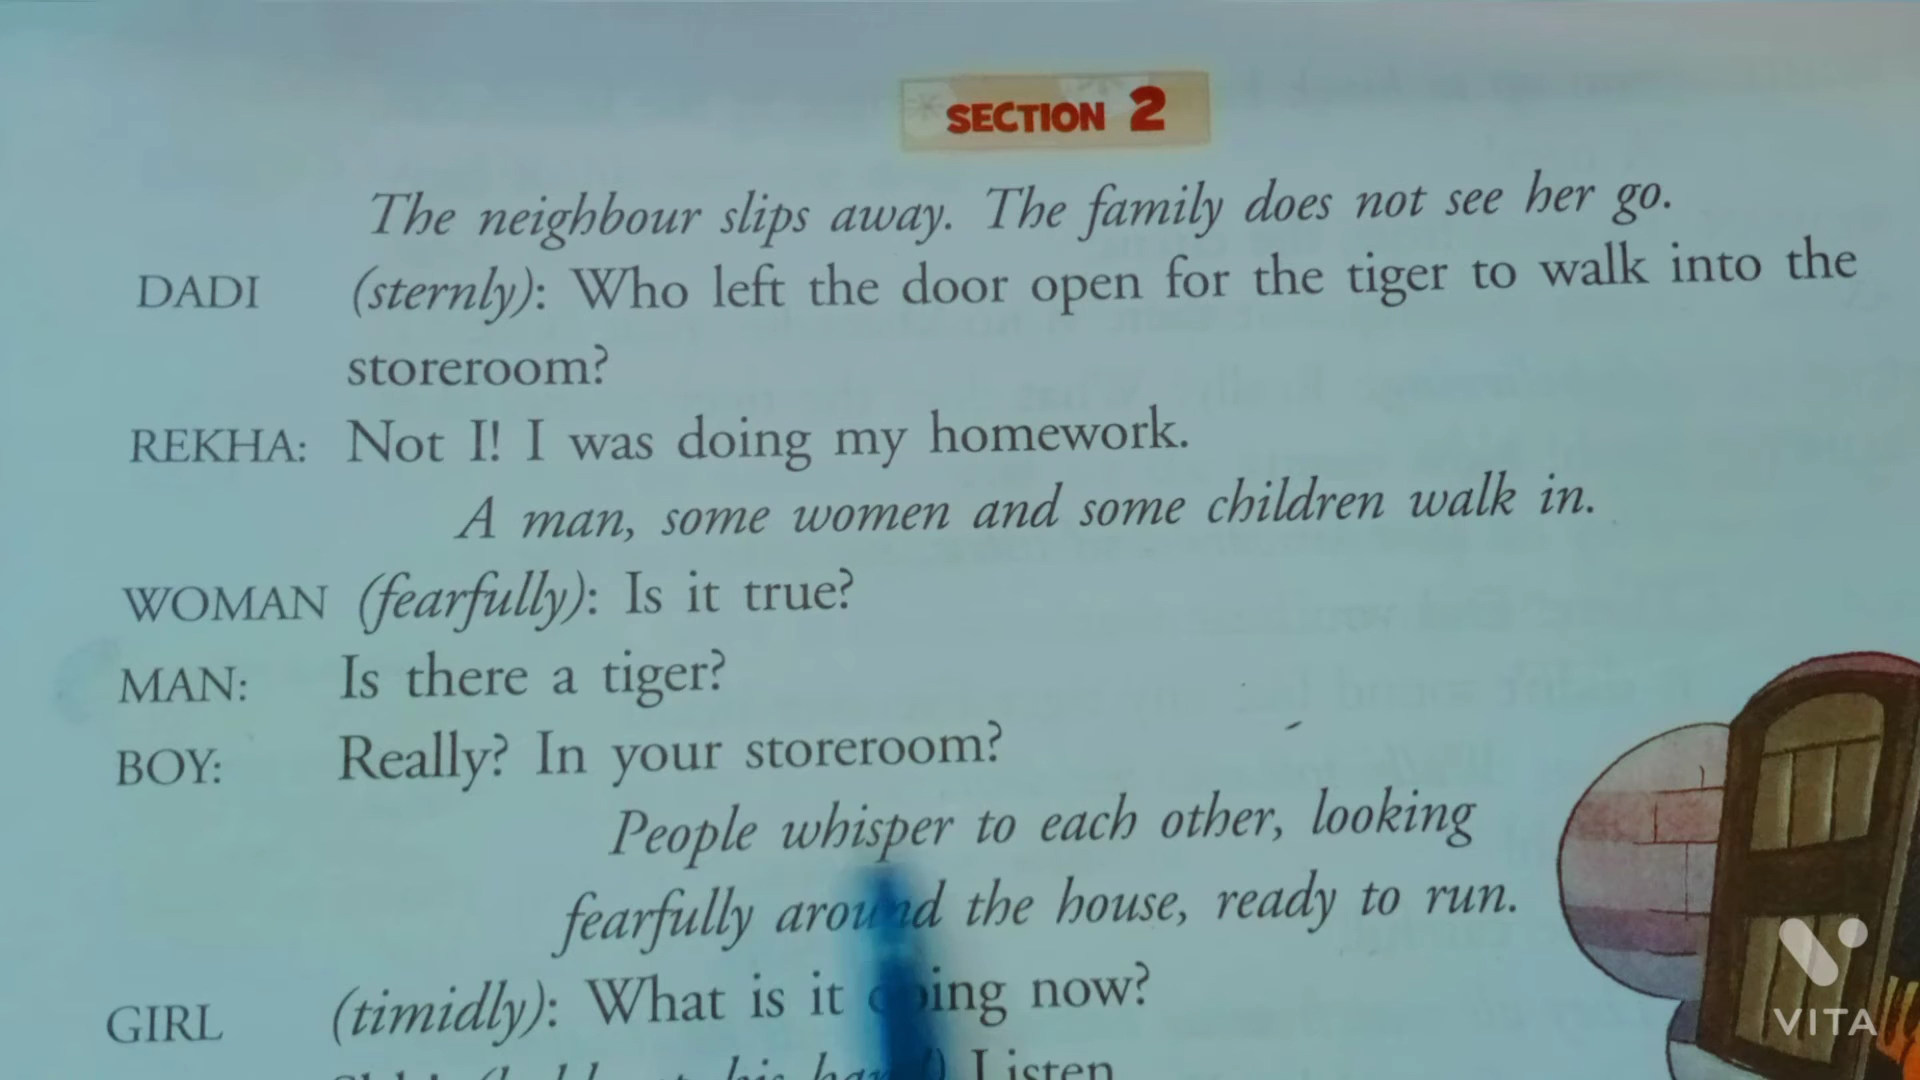 SECTION 2
The neighbour slips away. The family does not see her go.
DADI (sternly): Who left the door open for the tiger to walk into the
storeroom?
REKHA: Not I! I was doing my homework.
A man, some women and some children walk in.
WOMAN (fearfully): Is it true?
MAN: Is there a tiger?
BOY: Really? In your storeroom?
People whisper to each other, looking
fearfully around the house, ready to run.
GIRL (timidly): What is it doing now?
Listen
VITA